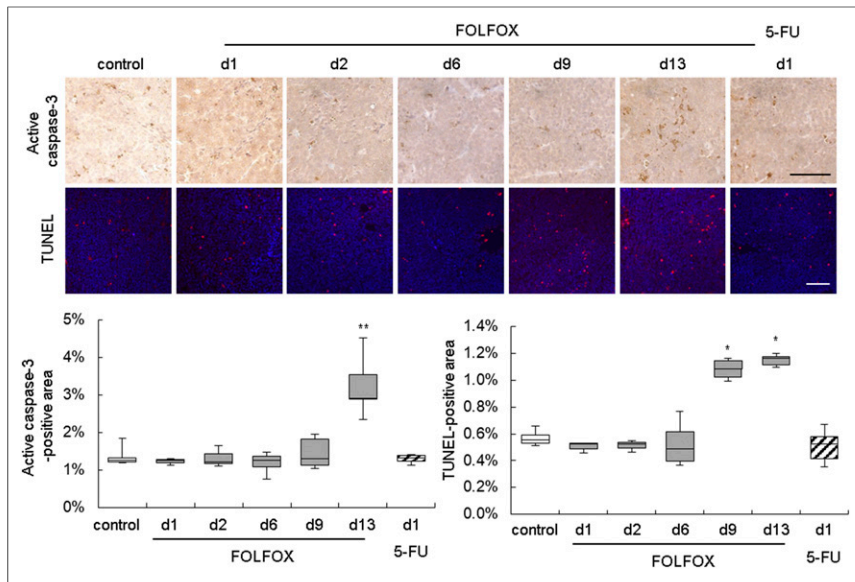 FOLFOX 5-FU
control d1 d2 d6 d9 d13 d1
Active
caspase-3
TUNEL
Active caspase-3
-positive area
5%
4%
3%
2%
1%
0%
**
control d1 d2 d6 d9 d13 d1
FOLFOX 5-FU
TUNEL-positive area
1.4%
1.2%
1.0%
0.8%
0.6%
0.4%
0.2%
0.0%
* *
control d1 d2 d6 d9 d13 d1
FOLFOX 5-FU